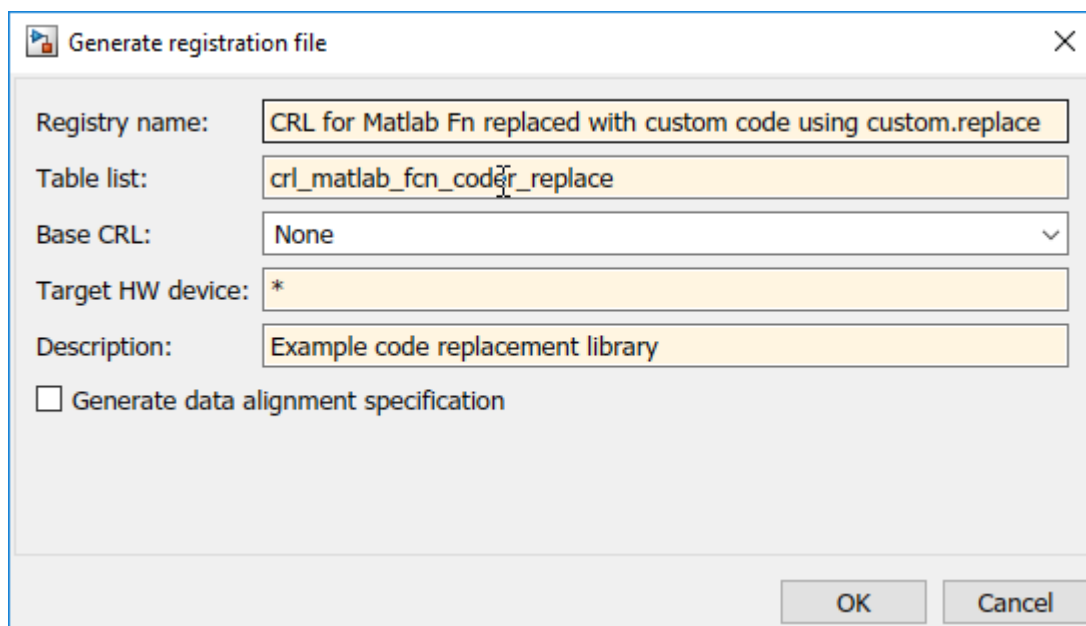 Generate registration file
Registry name: CRL for Matlab Fn replaced with custom code using custom.replace
Table list: crl_matlab_fcn_coder_replace
Base CRL: None
Target HW device: *
Description: Example code replacement library
Generate data alignment specification
OK Cancel